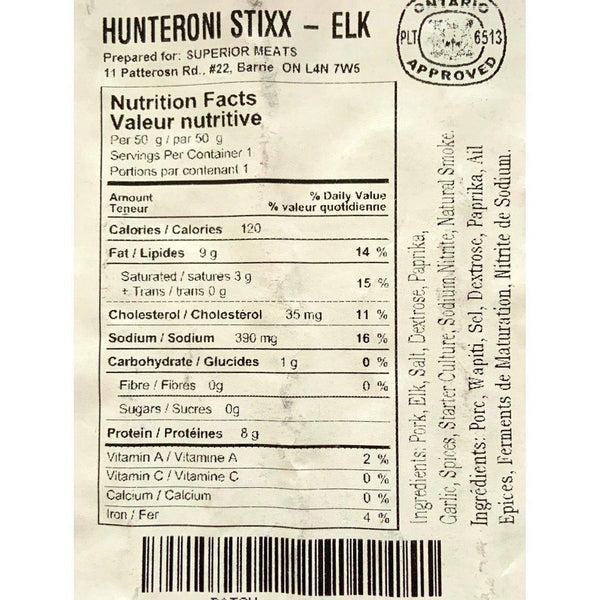 HUNTERONI STIXX - ELK
Prepared for: SUPERIOR MEATS
11 Patterosn Rd., #22, Barrie ON L4N 7W5
ONTARIO
PLT 6513
APPROVED
Nutrition Facts
Valeur nutritive
Per 50 g / par 50 g
Servings Per Container 1
Portions par contenant 1
Amount % Daily Value
Teneur % valeur quotidienne
Calories / Calories 120
Fat / Lipides 9 g 14 %
Saturated / satures 3 g
+ Trans / trans 0 g 15 %
Cholesterol / Cholestérol 35 mg 11 %
Sodium / Sodium 390 mg 16 %
Carbohydrate / Glucides 1 g 0 %
Fibre / Fibres 0g 0 %
Sugars / Sucres 0g
Protein / Protéines 8 g
Vitamin A / Vitamine A 2 %
Vitamin C / Vitamine C 0 %
Calcium / Calcium 0 %
Iron / Fer 4 %
Ingredients: Pork, Elk, Salt, Dextrose, Paprika,
Garlic, Spices, Starter Culture, Sodium Nitrite, Natural Smoke.
Ingrédients: Porc, Wapiti, Sel, Dextrose, Paprika, Ail
Epices, Ferments de Maturation, Nitrite de Sodium.